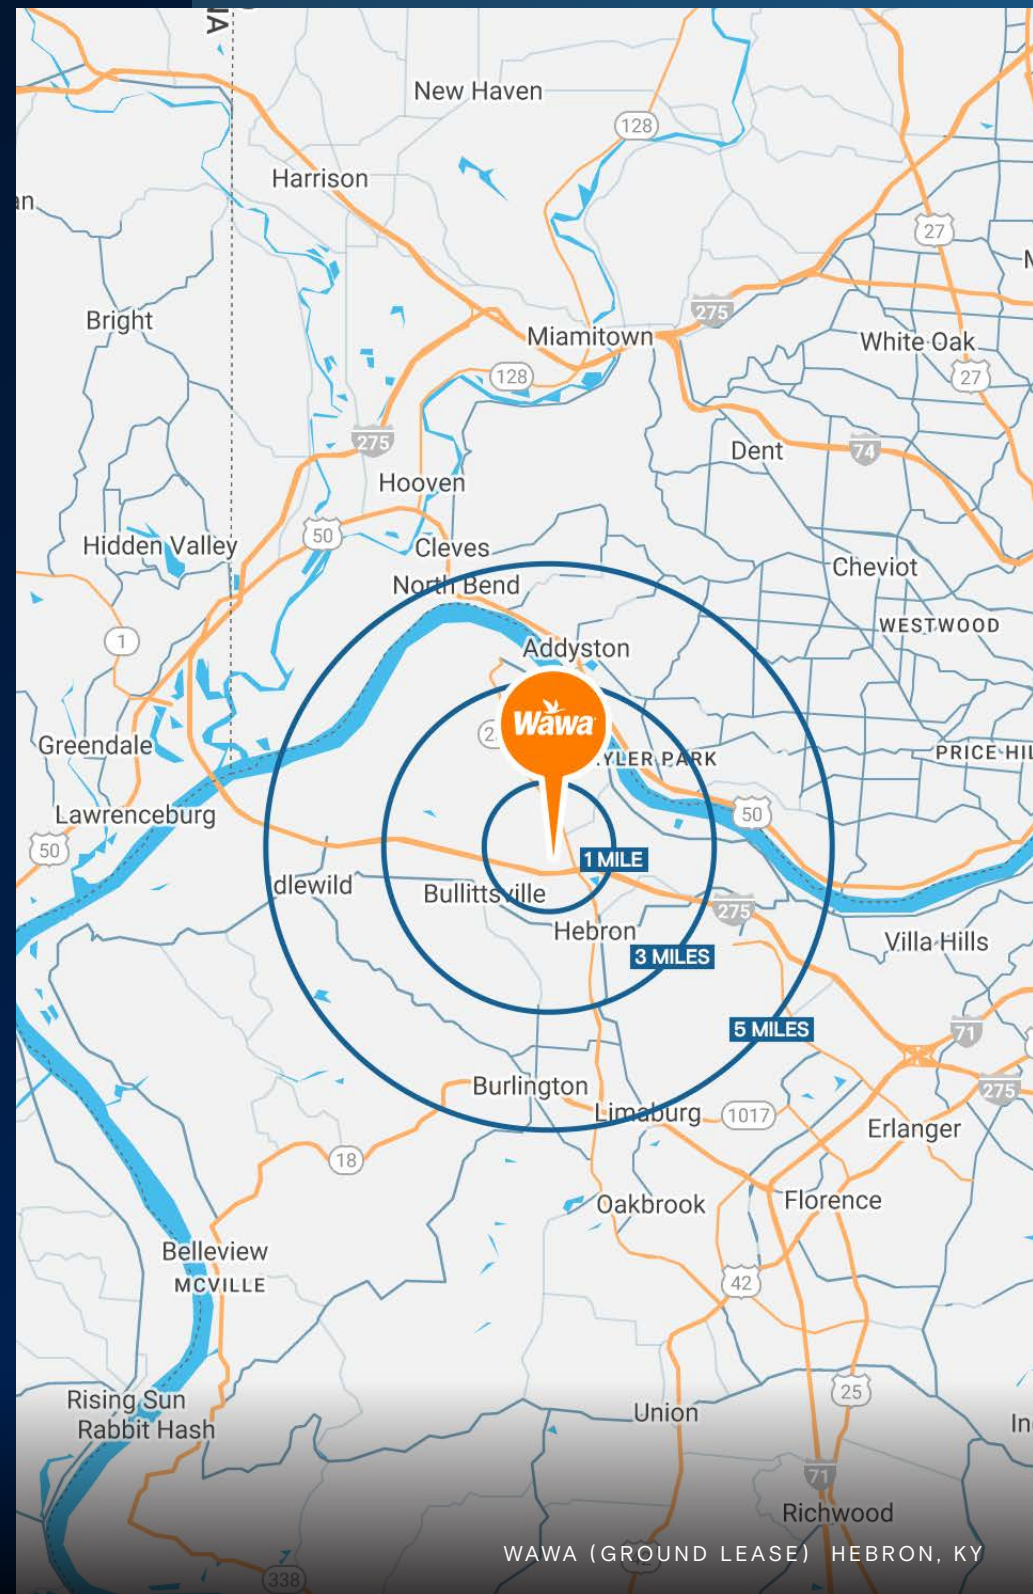 New Haven
128
Harrison
27
Bright
275
Miamitown
White Oak
128
27
275
Dent
74
Hooven
50
Hidden Valley
Cleves
Cheviot
North Bend
1
WESTWOOD
Addyston
Wawa
Greendale
YLER PARK
PRICE HIL
Lawrenceburg
50
50
1 MILE
dlewild
Bullittsville
275
Hebron
Villa Hills
3 MILES
5 MILES
71
Burlington
275
Limaburg
1017
Erlanger
18
Oakbrook
Florence
Belleview
MCVILLE
42
Rising Sun
25
Rabbit Hash
Union
71
Richwood
WAWA (GROUND LEASE) HEBRON, KY
338